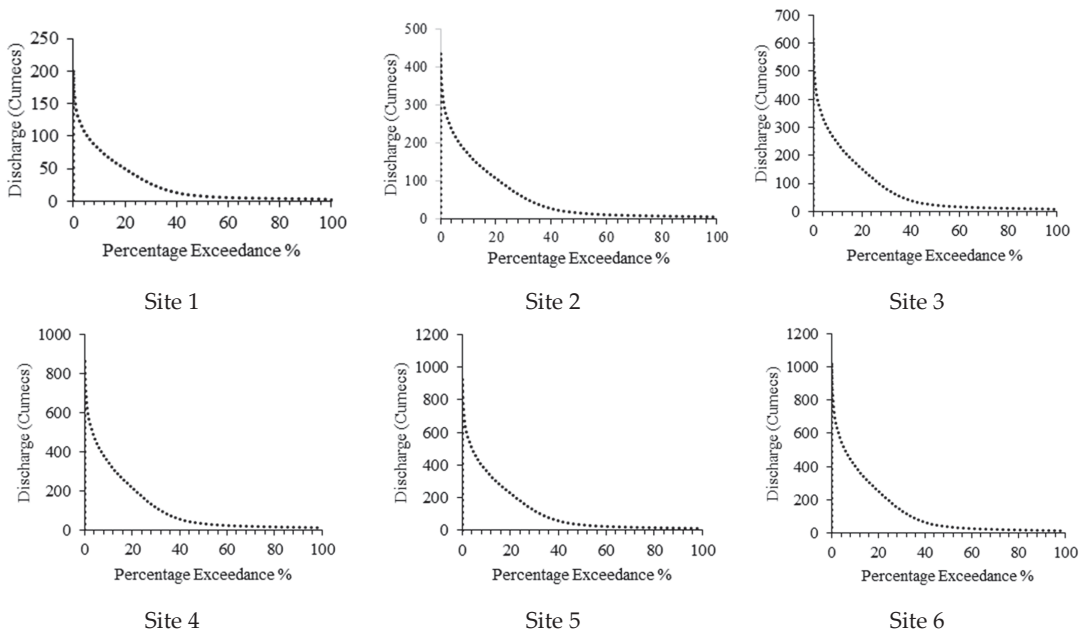 250
200
150
100
50
0
Discharge (Cumecs)
0 20 40 60 80 100
Percentage Exceedance %
Site 1
500
400
300
200
100
0
Discharge (Cumecs)
0 20 40 60 80 100
Percentage Exceedance %
Site 2
700
600
500
400
300
200
100
0
Discharge (Cumecs)
0 20 40 60 80 100
Percentage Exceedance %
Site 3
1000
800
600
400
200
0
Discharge (Cumecs)
0 20 40 60 80 100
Percentage Exceedance %
Site 4
1200
1000
800
600
400
200
0
Discharge (Cumecs)
0 20 40 60 80 100
Percentage Exceedance %
Site 5
1200
1000
800
600
400
200
0
Discharge (Cumecs)
0 20 40 60 80 100
Percentage Exceedance %
Site 6